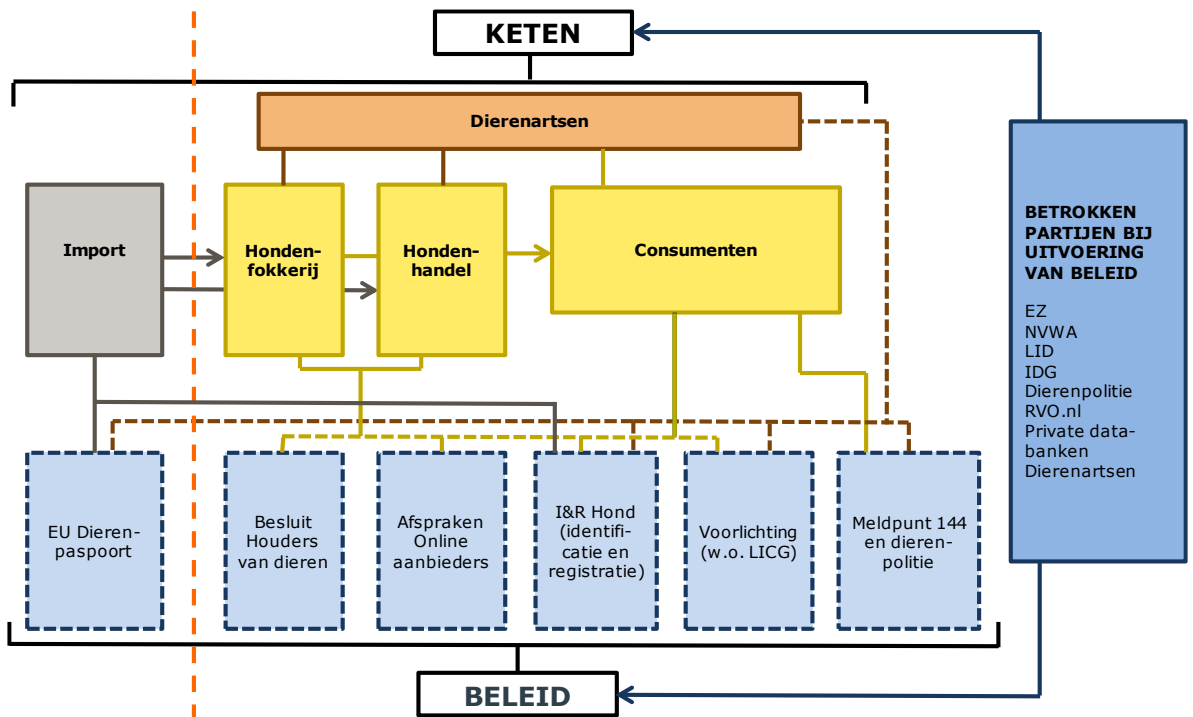 KETEN
Dierenartsen
Import
Honden-
fokkerij
Honden-
handel
Consumenten
BETROKKEN
PARTIJEN BIJ
UITVOERING
VAN BELEID
EZ
NVWA
LID
IDG
Dierenpolitie
RVO.nl
Private data-
banken
Dierenartsen
EU Dieren-
paspoort
Besluit
Houders
van dieren
Afspraken
Online
aanbieders
I&R Hond
(identifi-
catie en
registratie)
Voorlichting
(w.o. LICG)
Meldpunt 144
en dieren-
politie
BELEID